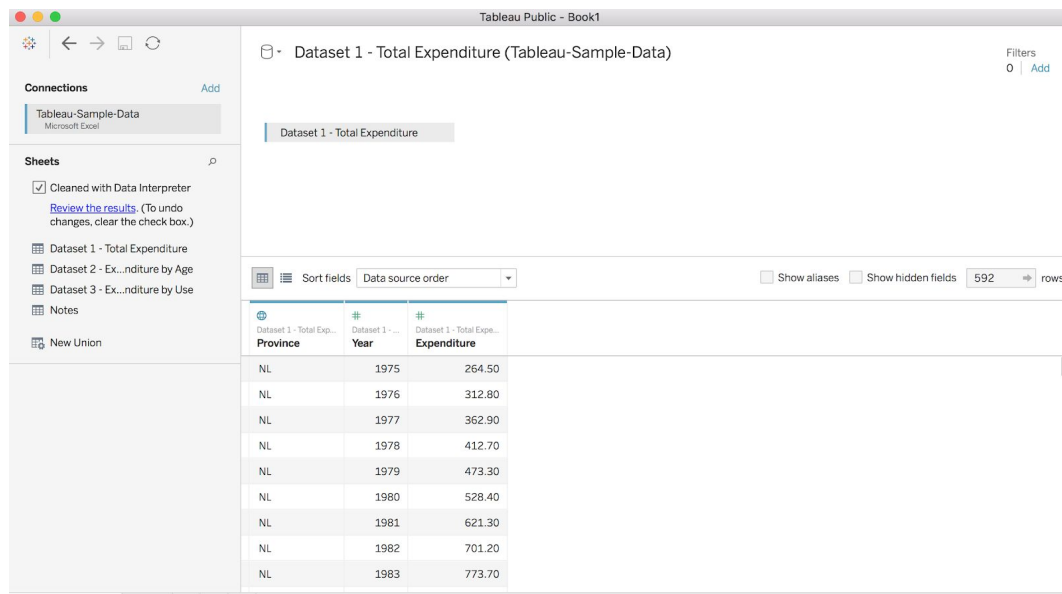 Tableau Public - Book1
Dataset 1 - Total Expenditure (Tableau-Sample-Data)
Filters
0 | Add
Connections Add
Tableau-Sample-Data
Microsoft Excel
Dataset 1 - Total Expenditure
Sheets
Cleaned with Data Interpreter
Review the results. (To undo
changes, clear the check box.)
Dataset 1 - Total Expenditure
Dataset 2 - Ex...nditure by Age
Dataset 3 - Ex...nditure by Use
Notes
New Union
Sort fields Data source order Show aliases Show hidden fields 592 rows
# #
Dataset 1 - Total Exp... Dataset 1 - ... Dataset 1 - Total Expe...
Province Year Expenditure
NL 1975 264.50
NL 1976 312.80
NL 1977 362.90
NL 1978 412.70
NL 1979 473.30
NL 1980 528.40
NL 1981 621.30
NL 1982 701.20
NL 1983 773.70